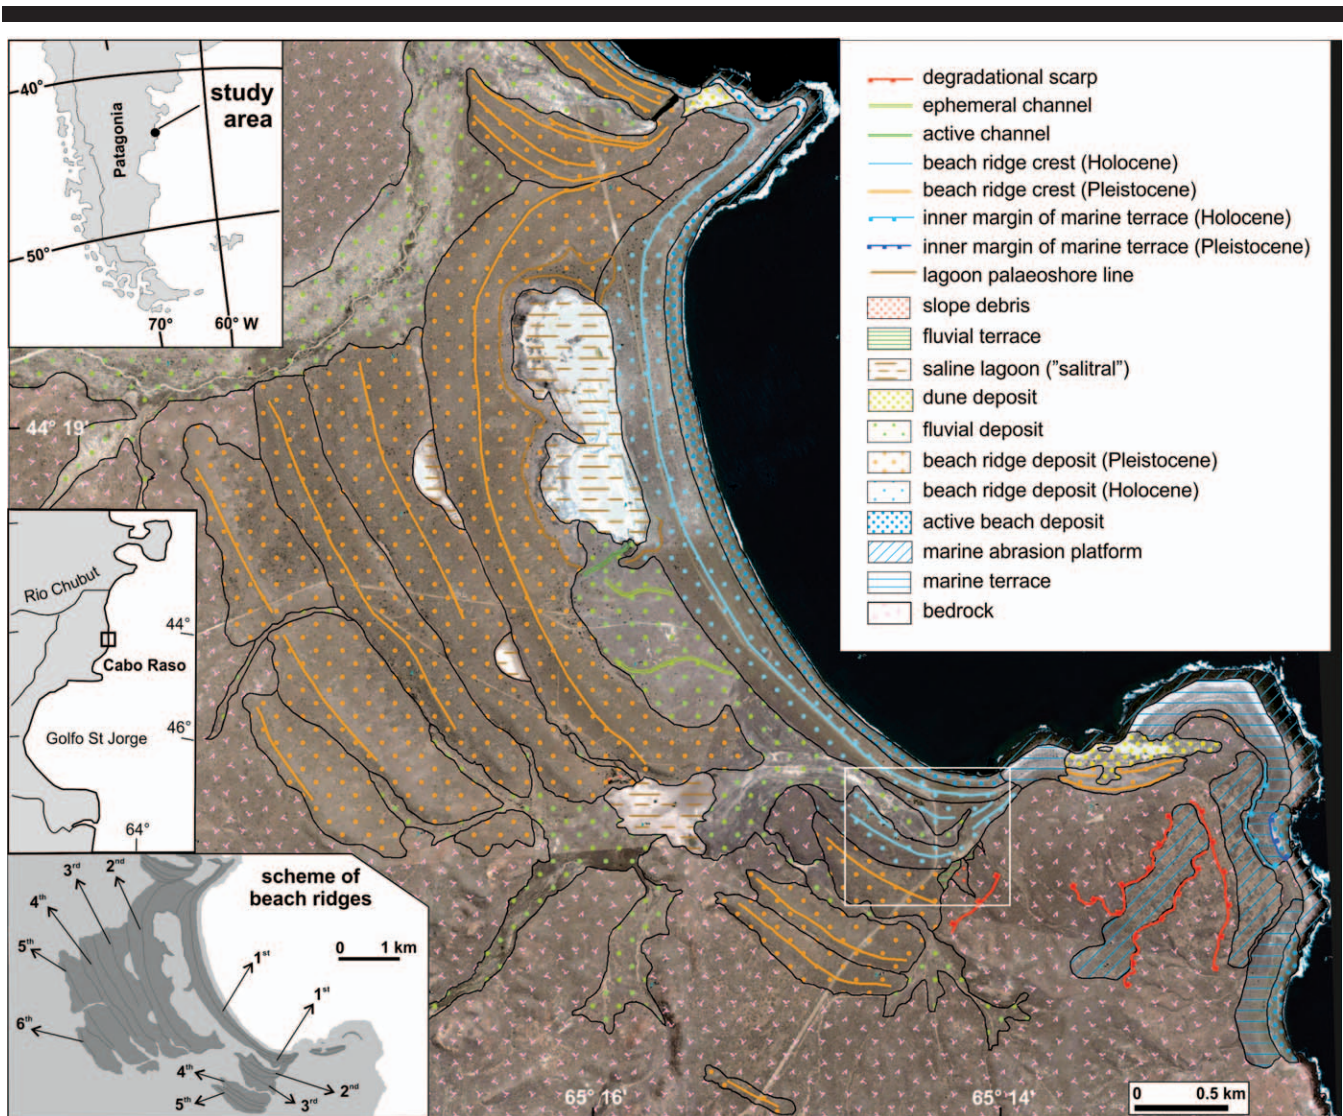 40°
50°
Patagonia
study
area
70°
60° W
44° 19'
Rio Chubut
44°
Cabo Raso
46°
Golfo St Jorge
64°
scheme of
beach ridges
0 1 km
2nd
3rd
4th
5th
6th
1st
1st
2nd
3rd
4th
5th
65° 16'
65° 14'
0 0.5 km
degradational scarp
ephemeral channel
active channel
beach ridge crest (Holocene)
beach ridge crest (Pleistocene)
inner margin of marine terrace (Holocene)
inner margin of marine terrace (Pleistocene)
lagoon palaeoshore line
slope debris
fluvial terrace
saline lagoon ("salitral")
dune deposit
fluvial deposit
beach ridge deposit (Pleistocene)
beach ridge deposit (Holocene)
active beach deposit
marine abrasion platform
marine terrace
bedrock